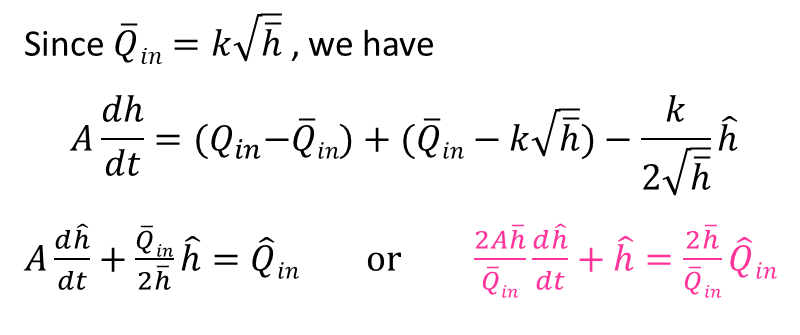 Since Q̄_in = k√h̄ , we have
A dh/dt = (Q_in−Q̄_in) + (Q̄_in − k√h̄) − k/(2√h̄) ĥ
A dĥ/dt + Q̄_in/(2h̄) ĥ = Q̂_in or 2Ah̄/Q̄_in dĥ/dt + ĥ = 2h̄/Q̄_in Q̂_in